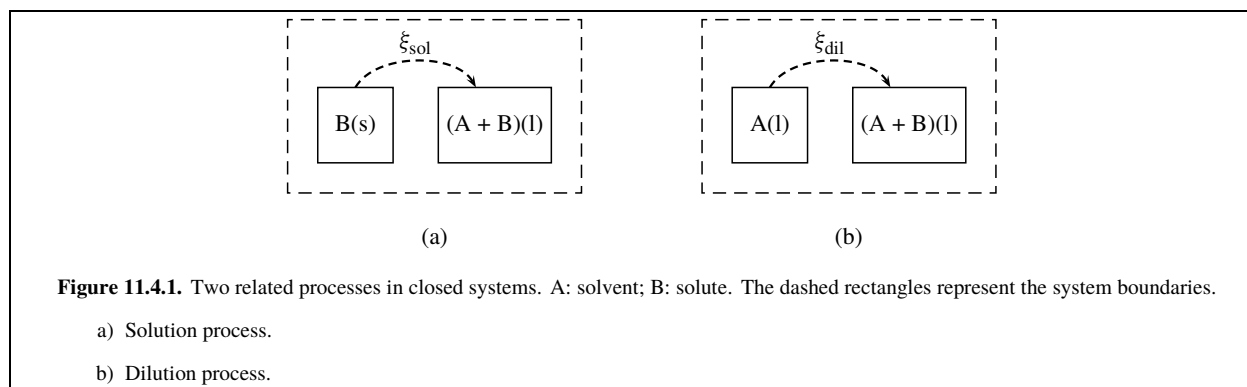 ξsol ξdil
B(s) (A + B)(l) A(l) (A + B)(l)
(a) (b)
Figure 11.4.1. Two related processes in closed systems. A: solvent; B: solute. The dashed rectangles represent the system boundaries.
a) Solution process.
b) Dilution process.